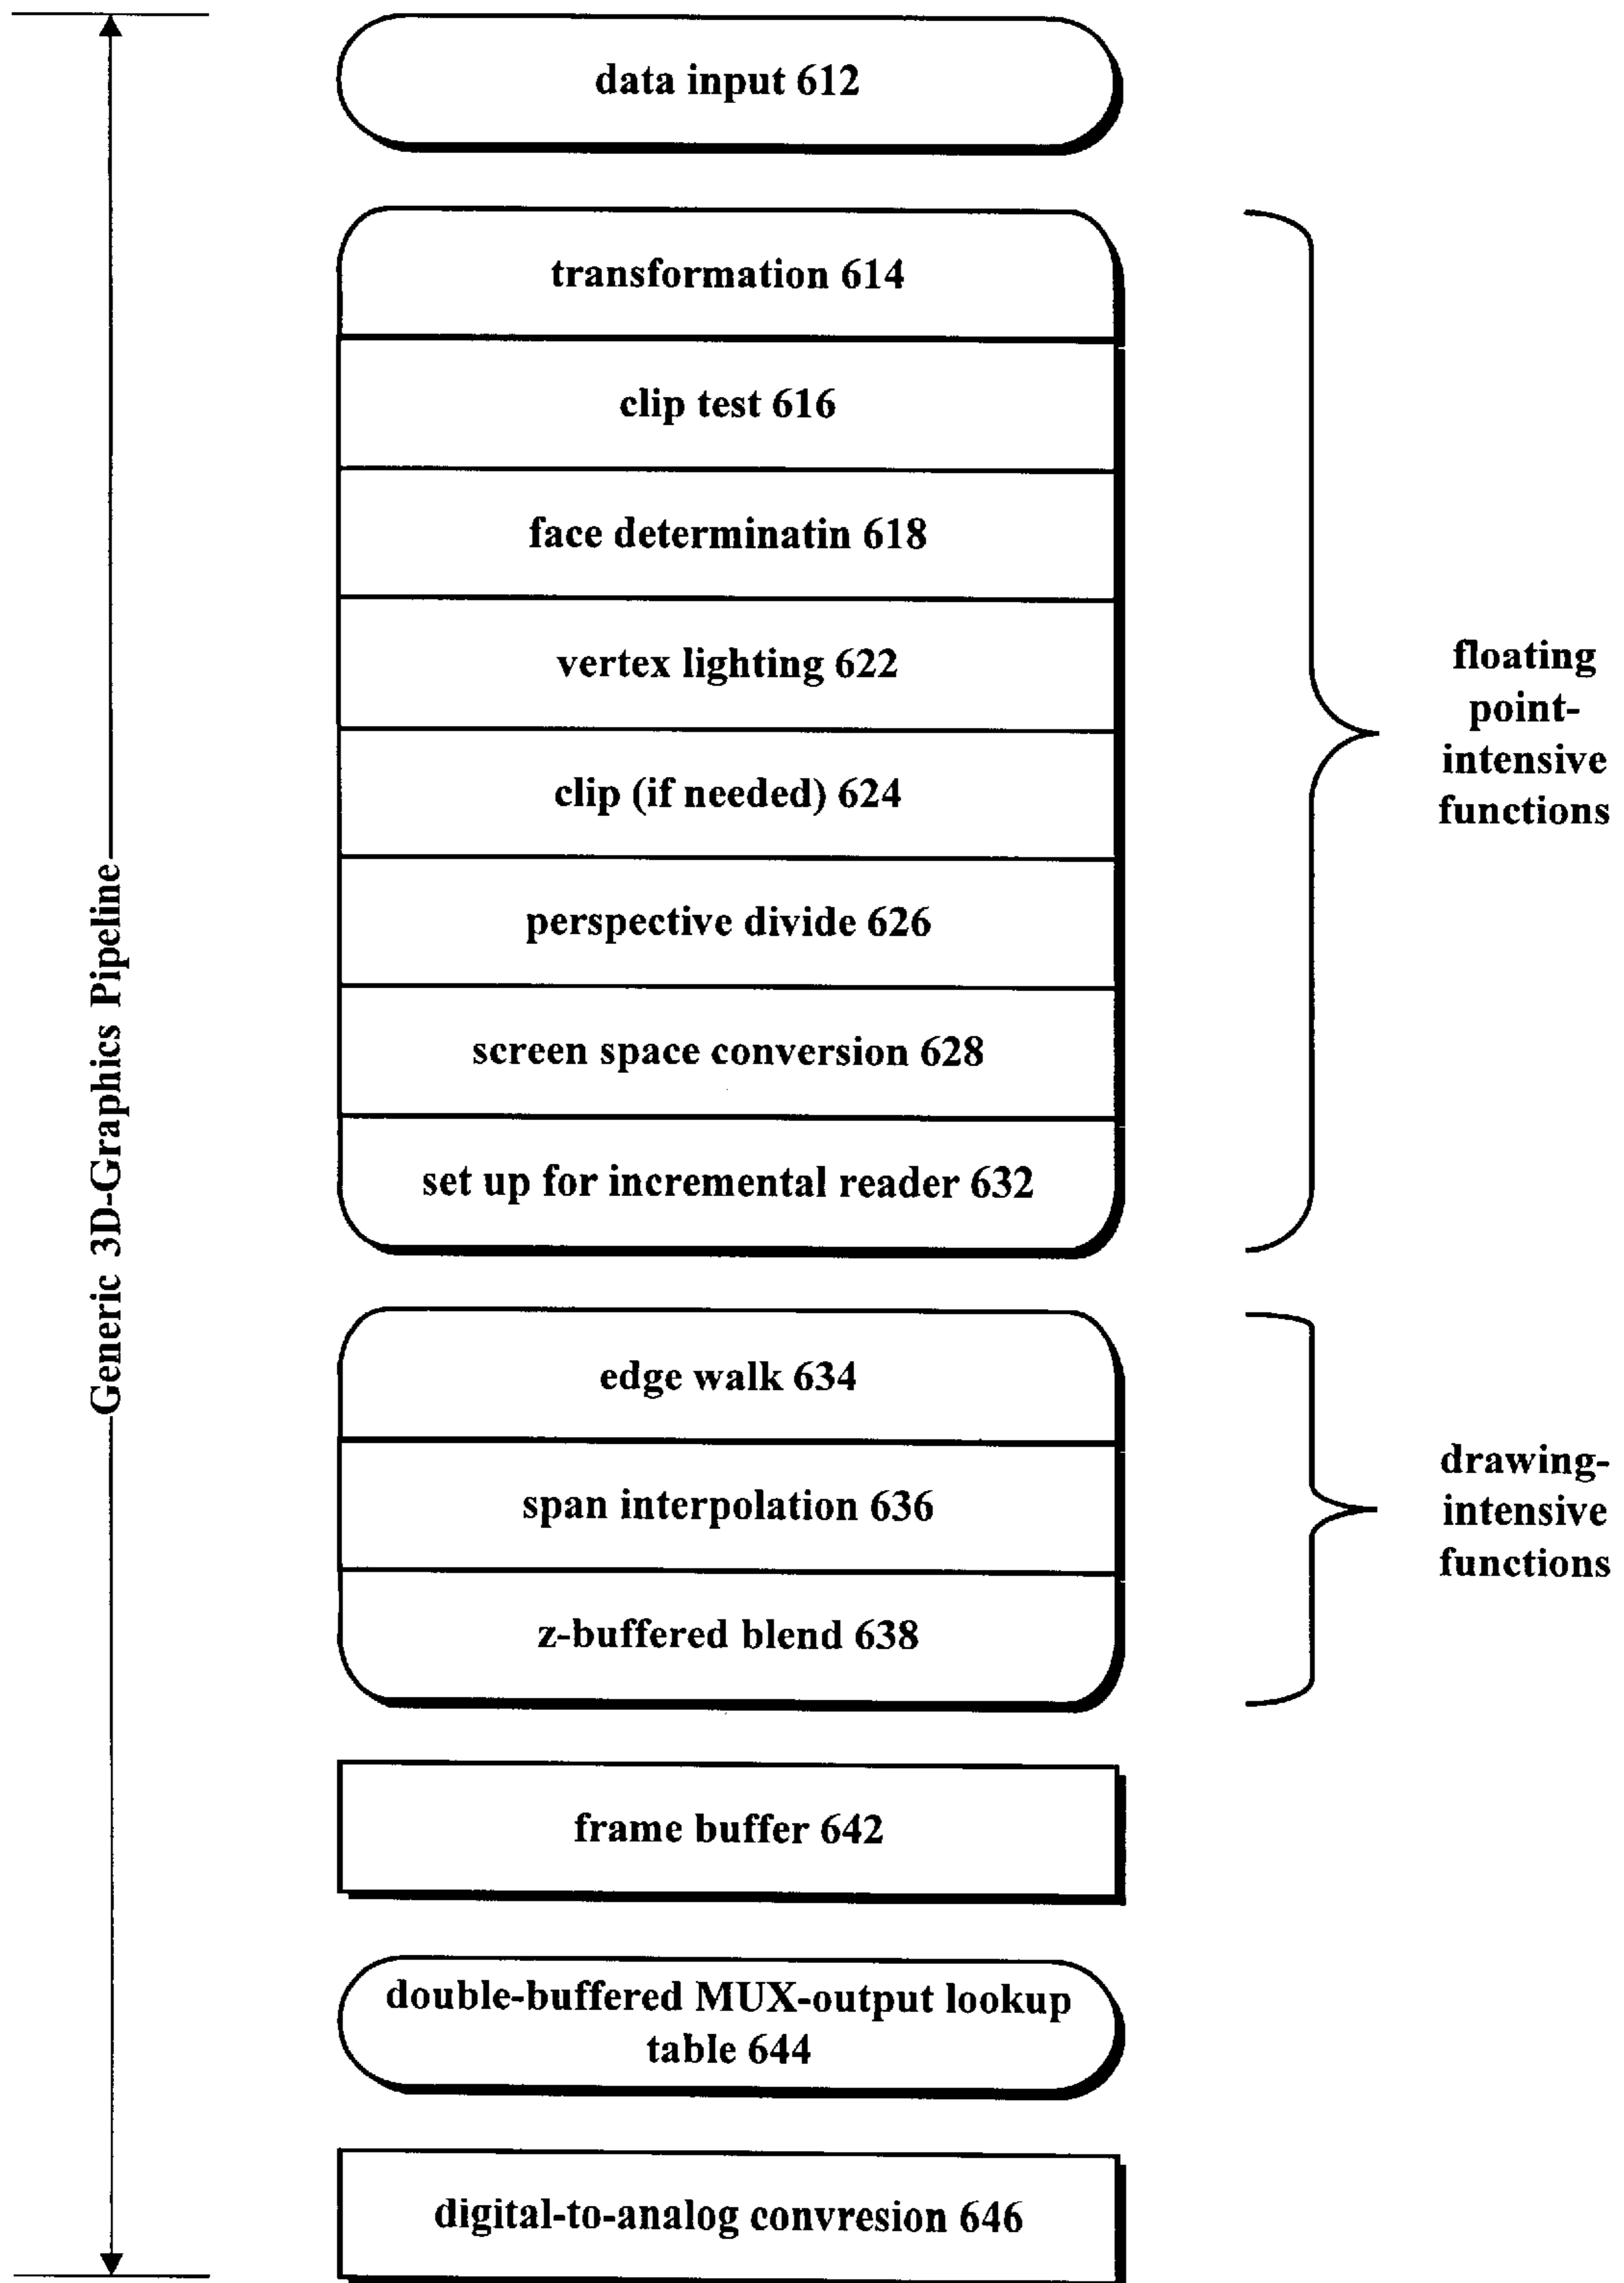 data input 612
transformation 614
clip test 616
face determinatin 618
vertex lighting 622
clip (if needed) 624
perspective divide 626
screen space conversion 628
set up for incremental reader 632
floating
point-
intensive
functions
Generic 3D-Graphics Pipeline
edge walk 634
span interpolation 636
z-buffered blend 638
drawing-
intensive
functions
frame buffer 642
double-buffered MUX-output lookup
table 644
digital-to-analog convresion 646